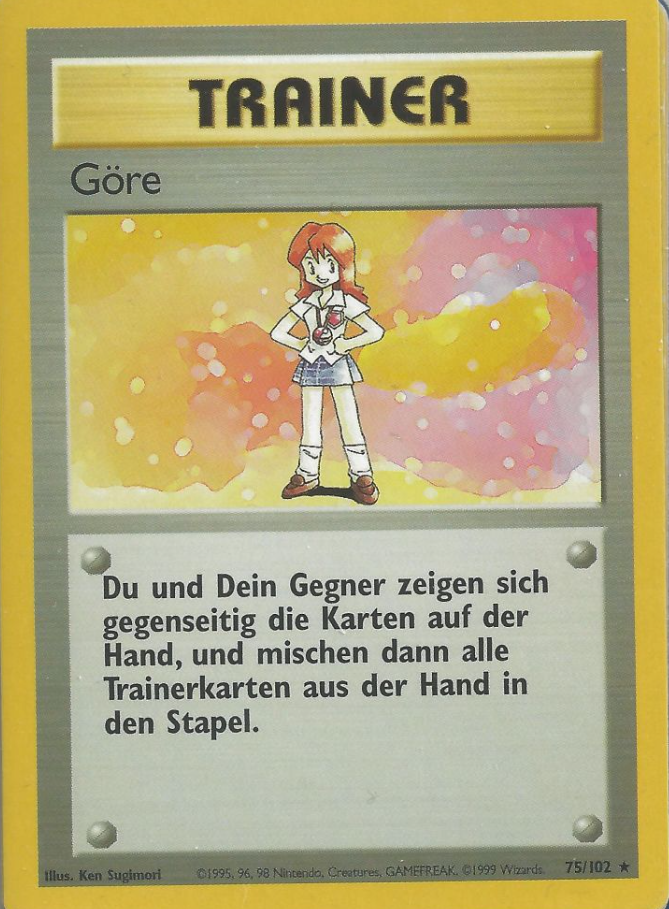 TRAINER
Göre
Du und Dein Gegner zeigen sich
gegenseitig die Karten auf der
Hand, und mischen dann alle
Trainerkarten aus der Hand in
den Stapel.
Illus. Ken Sugimori ©1995, 96, 98 Nintendo, Creatures, GAMEFREAK. ©1999 Wizards. 75/102 ★